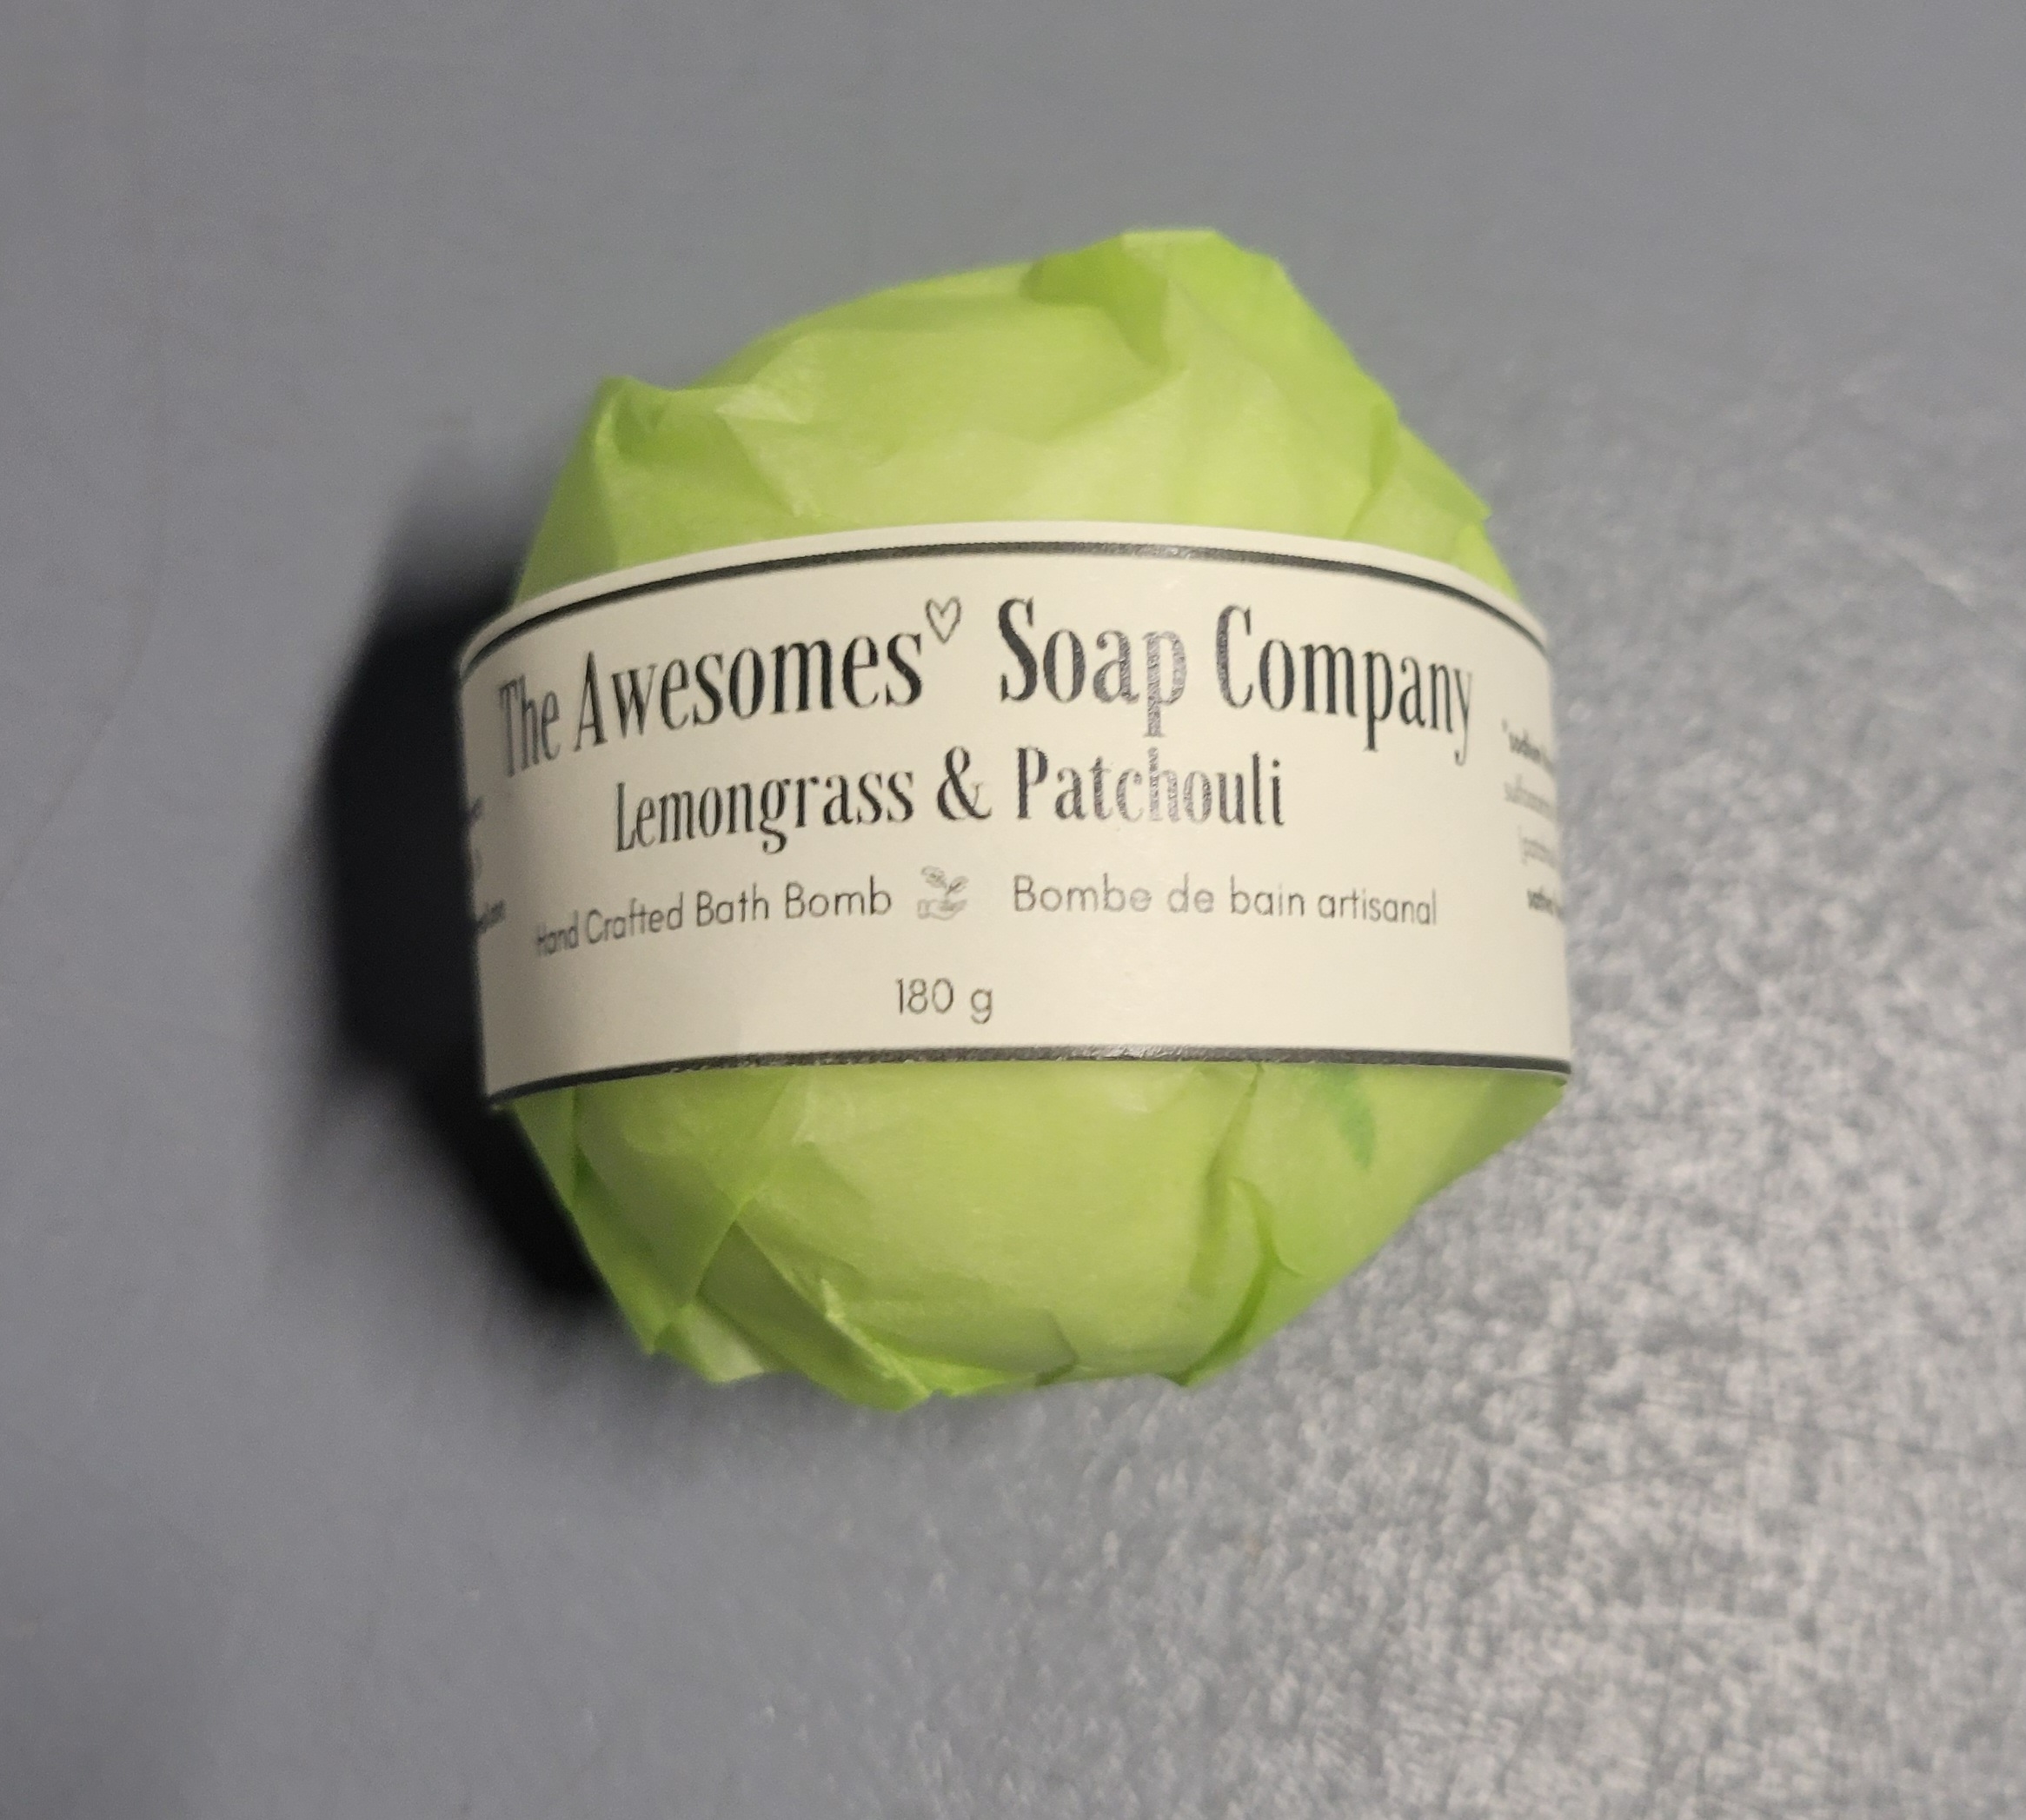 The Awesomes♡ Soap Company
Lemongrass & Patchouli
Hand Crafted Bath Bomb Bombe de bain artisanal
180 g